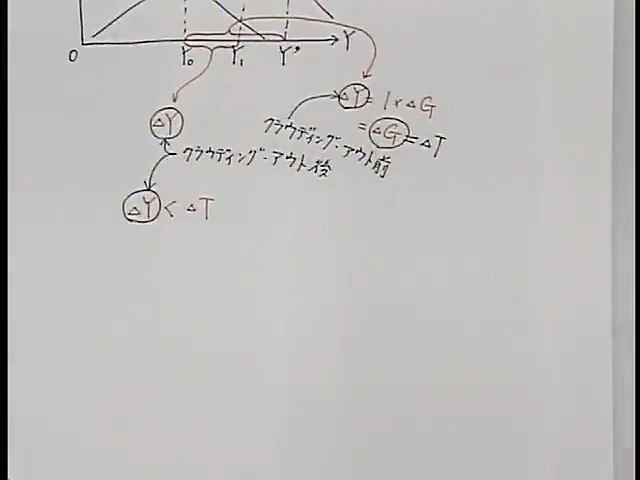 O Y₀ Y₁ Y' Y
ΔY = 1×ΔG
= ΔG = ΔT
クラウディング・アウト前
ΔY
クラウディング・アウト後
ΔY < ΔT